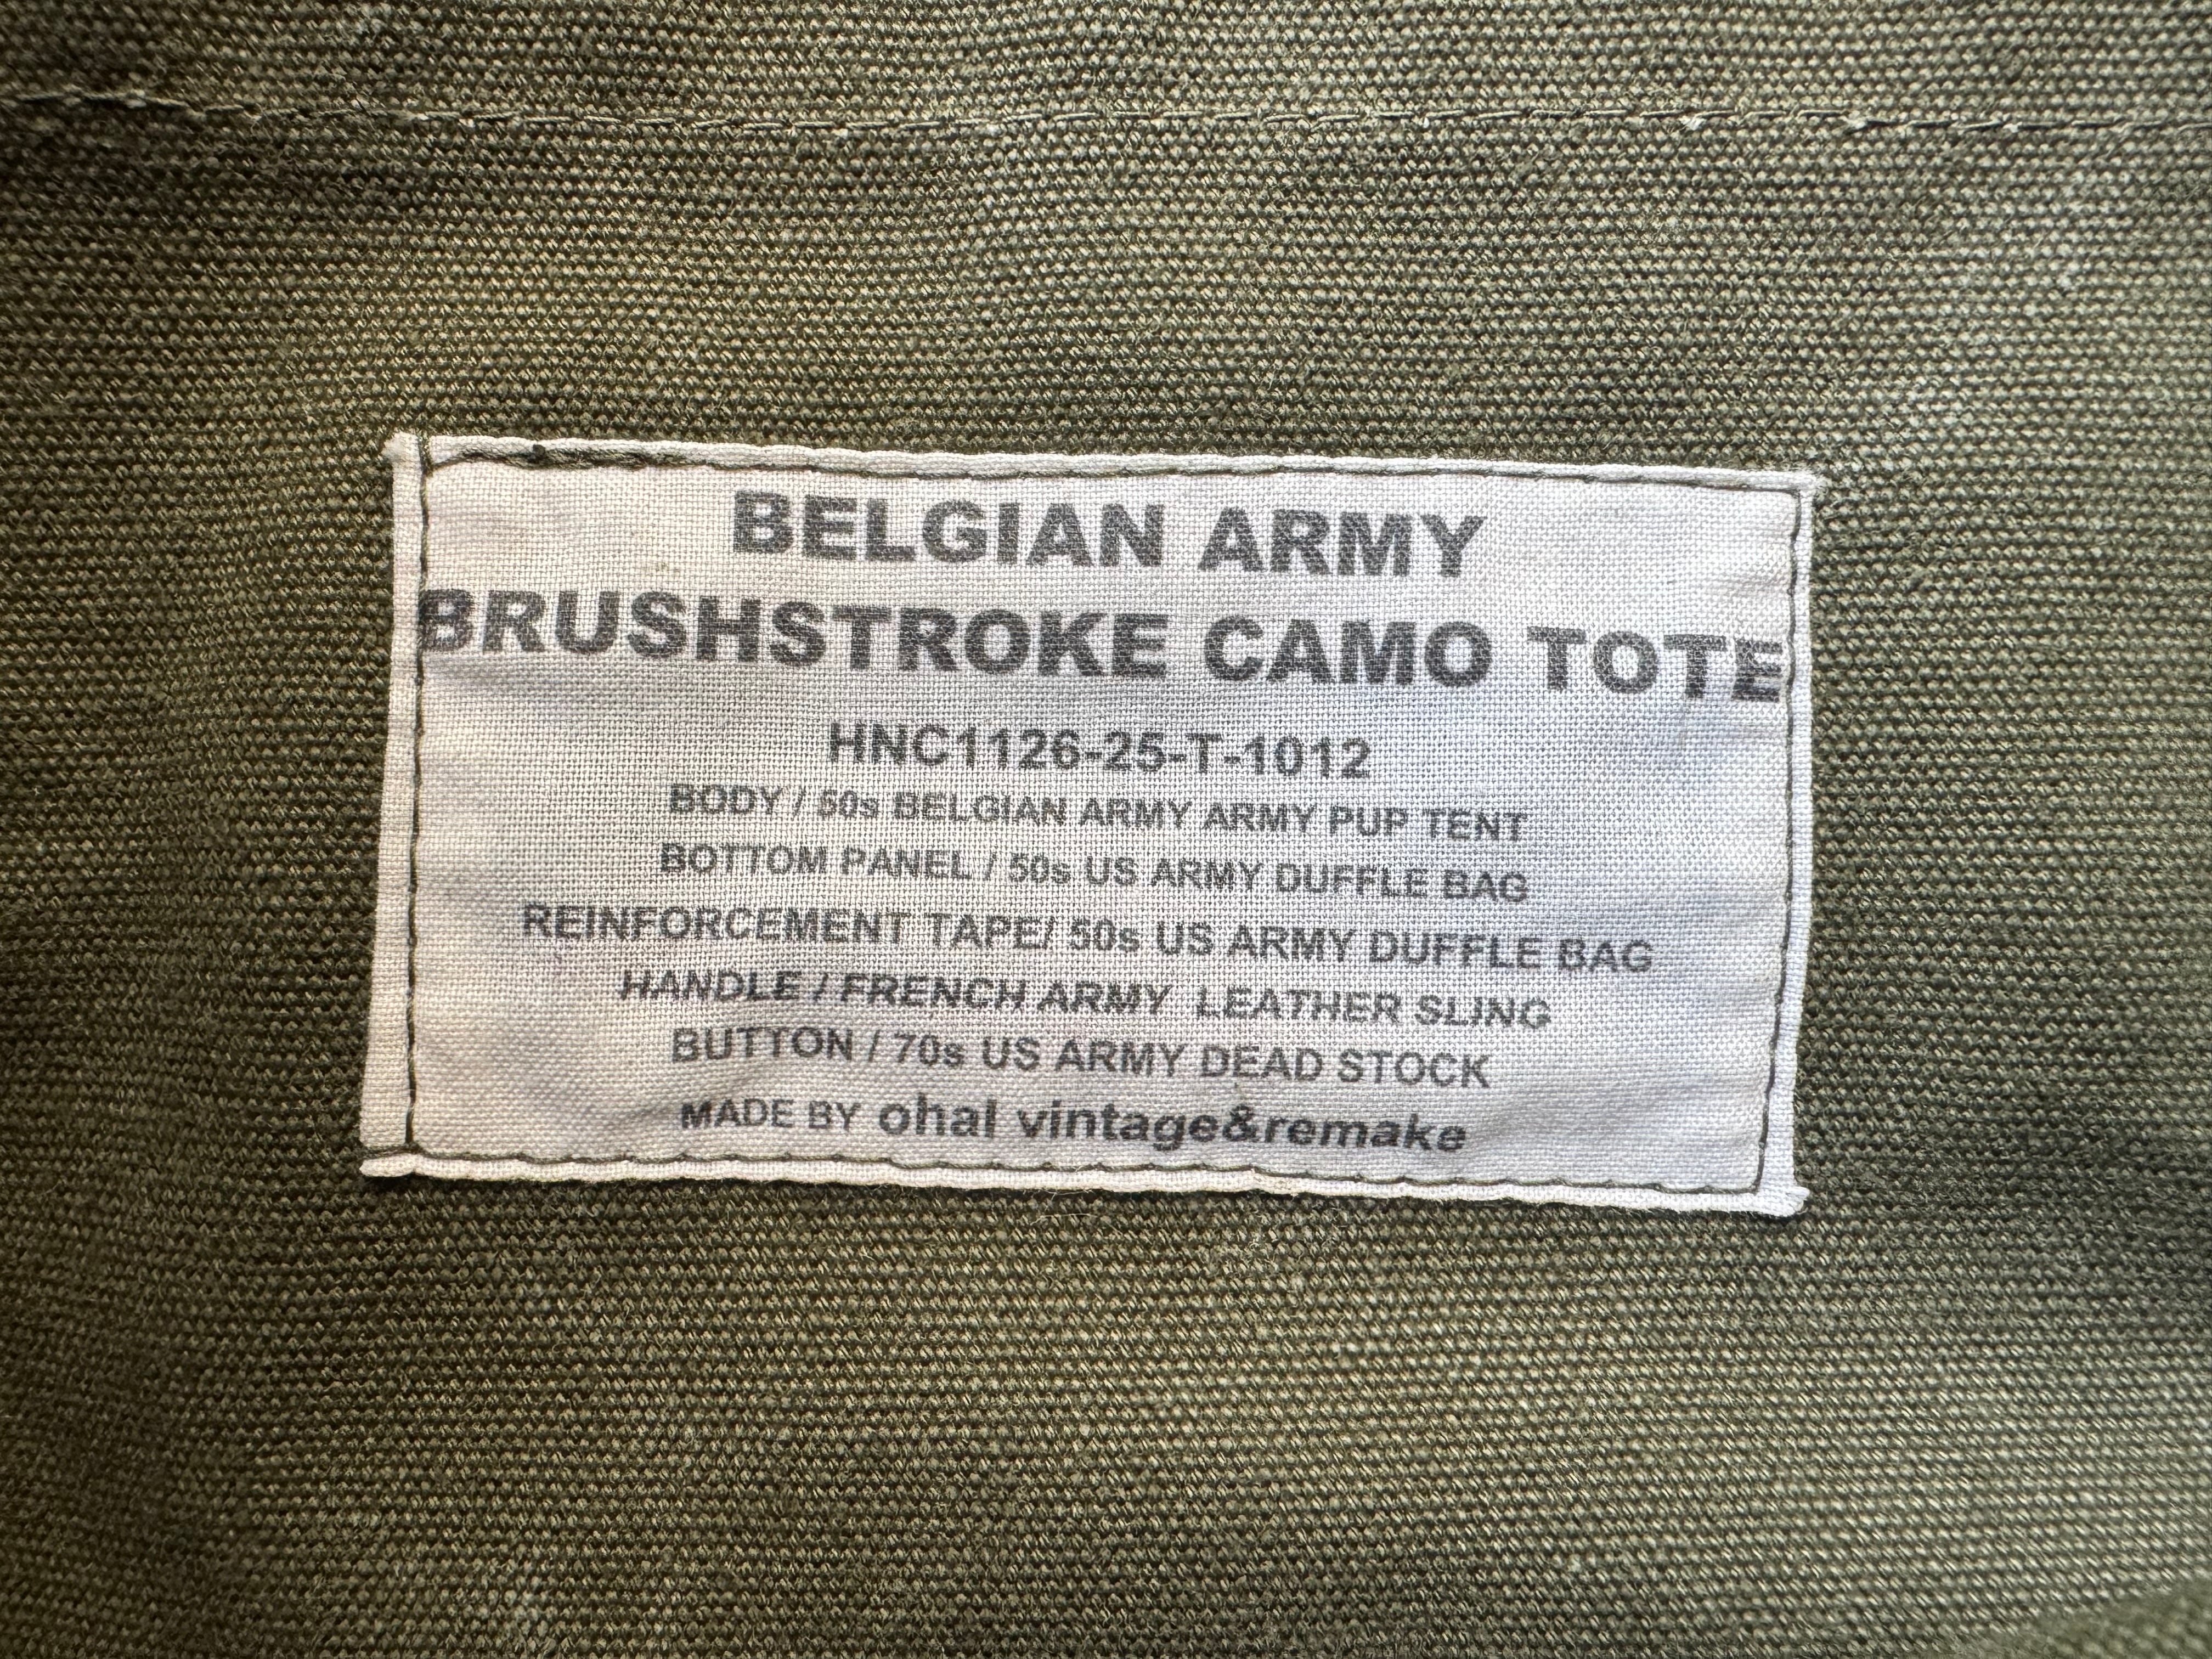 BELGIAN ARMY
BRUSHSTROKE CAMO TOTE
HNC1126-25-T-1012
BODY / 50s BELGIAN ARMY ARMY PUP TENT
BOTTOM PANEL / 50s US ARMY DUFFLE BAG
REINFORCEMENT TAPE/ 50s US ARMY DUFFLE BAG
HANDLE / FRENCH ARMY LEATHER SLING
BUTTON / 70s US ARMY DEAD STOCK
MADE BY ohal vintage&remake